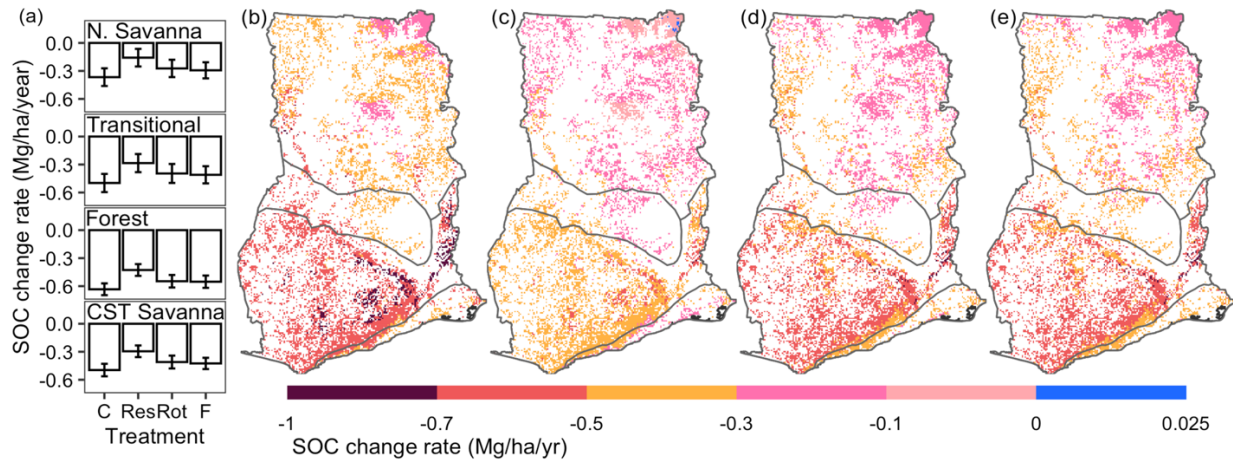 (a)
(b)
(c)
(d)
(e)
SOC change rate (Mg/ha/year)
N. Savanna
0.0
-0.3
-0.6
Transitional
0.0
-0.3
-0.6
Forest
0.0
-0.3
-0.6
CST Savanna
0.0
-0.3
-0.6
C Res Rot F
Treatment
-1 -0.7 -0.5 -0.3 -0.1 0 0.025
SOC change rate (Mg/ha/yr)